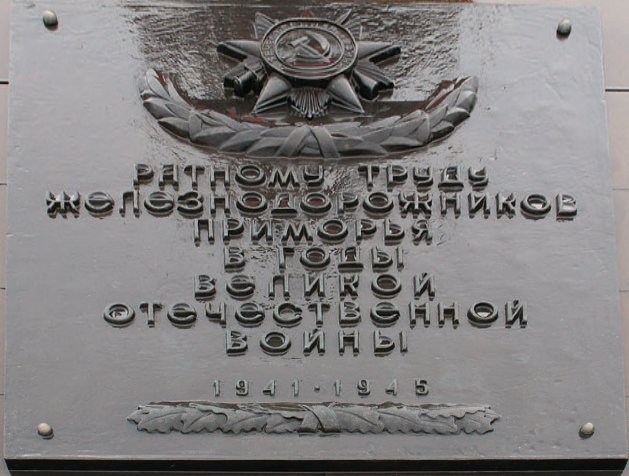 РАТНОМУ ТРУДУ
ЖЕЛЕЗНОДОРОЖНИКОВ
ПРИМОРЬЯ
В ГОДЫ
ВЕЛИКОЙ
ОТЕЧЕСТВЕННОЙ
ВОЙНЫ
1941 · 1945